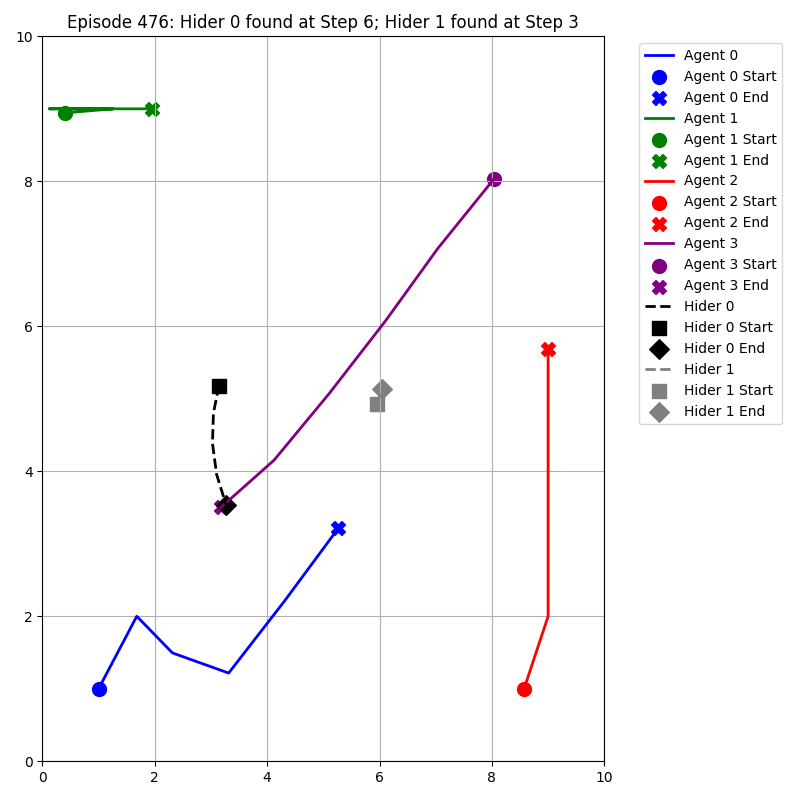 Episode 476: Hider 0 found at Step 6; Hider 1 found at Step 3
10
8
6
4
2
0
0 2 4 6 8 10
Agent 0
Agent 0 Start
Agent 0 End
Agent 1
Agent 1 Start
Agent 1 End
Agent 2
Agent 2 Start
Agent 2 End
Agent 3
Agent 3 Start
Agent 3 End
Hider 0
Hider 0 Start
Hider 0 End
Hider 1
Hider 1 Start
Hider 1 End